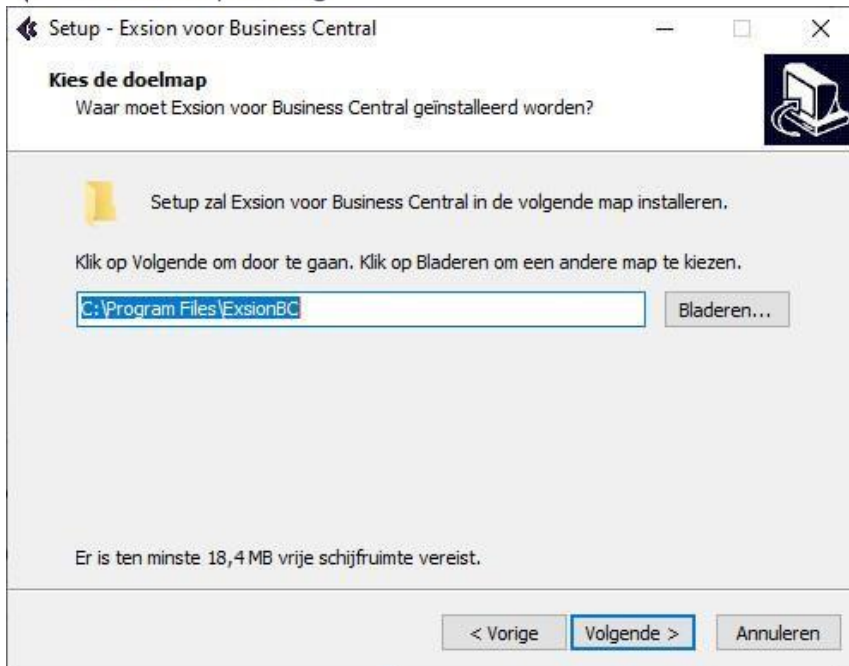 Setup - Exsion voor Business Central
Kies de doelmap
Waar moet Exsion voor Business Central geïnstalleerd worden?
Setup zal Exsion voor Business Central in de volgende map installeren.
Klik op Volgende om door te gaan. Klik op Bladeren om een andere map te kiezen.
C:\Program Files\ExsionBC
Bladeren...
Er is ten minste 18,4 MB vrije schijfruimte vereist.
< Vorige
Volgende >
Annuleren